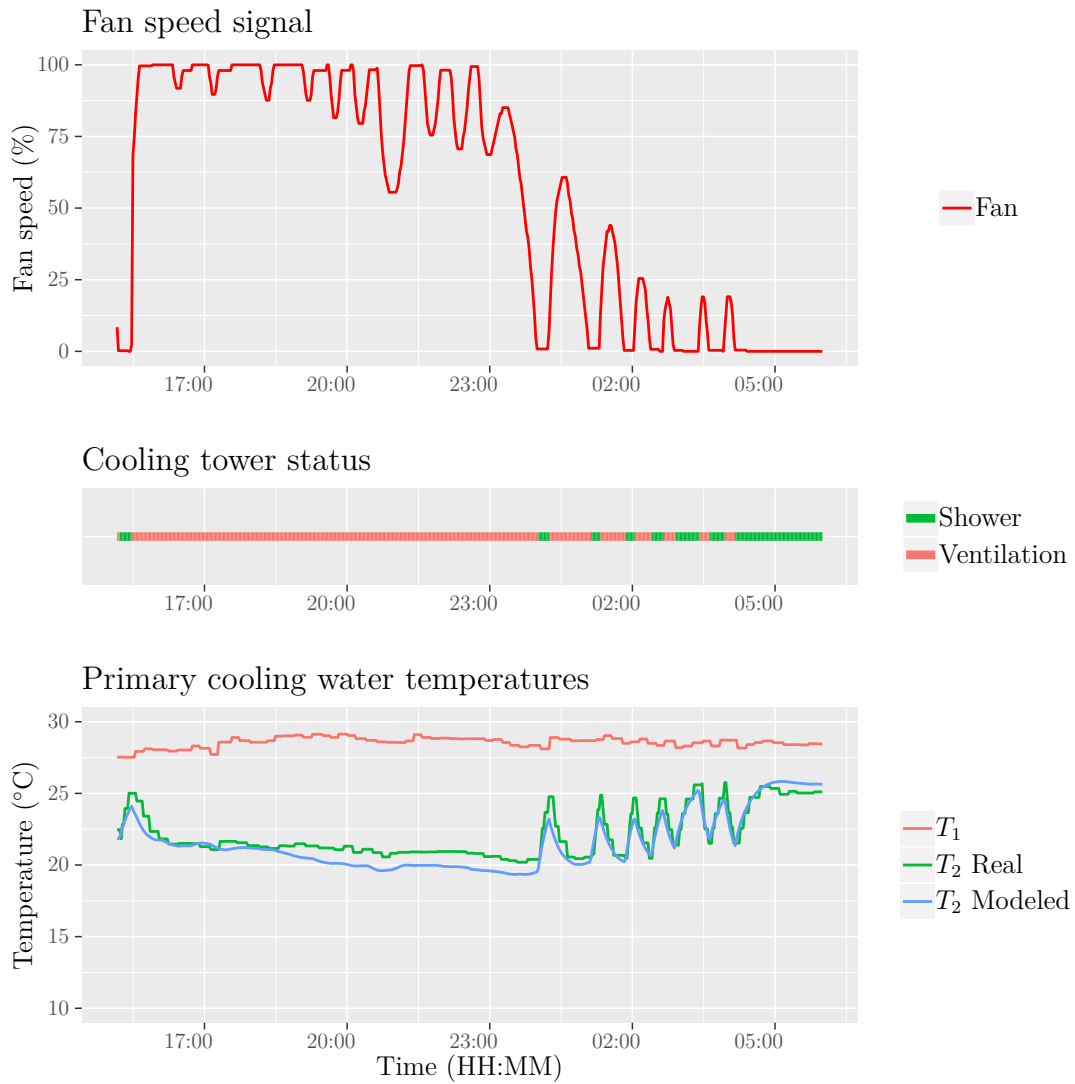 Fan speed signal
Fan speed (%)
100
75
50
25
0
17:00 20:00 23:00 02:00 05:00
Fan
Cooling tower status
17:00 20:00 23:00 02:00 05:00
Shower
Ventilation
Primary cooling water temperatures
Temperature (°C)
30
25
20
15
10
17:00 20:00 23:00 02:00 05:00
Time (HH:MM)
T₁
T₂ Real
T₂ Modeled